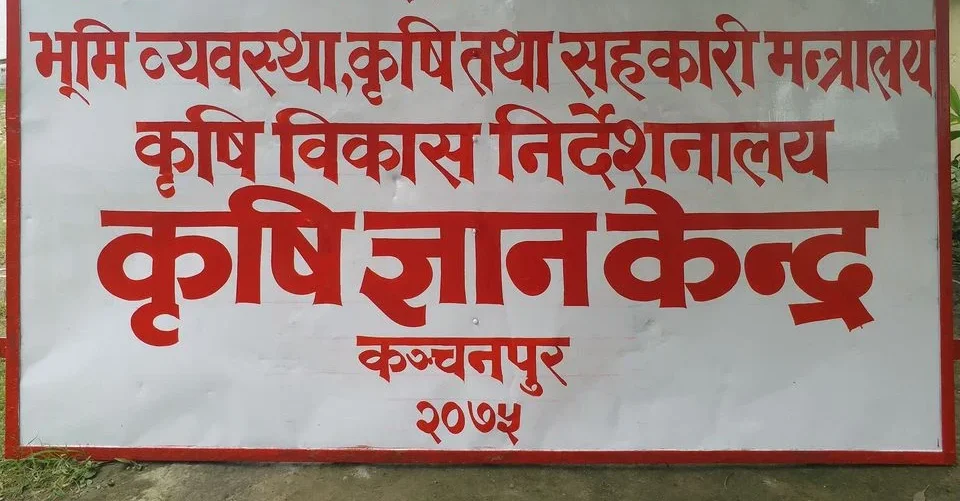 भूमि व्यवस्था,कृषि तथा सहकारी मन्त्रालय
कृषि विकास निर्देशनालय
कृषि ज्ञान केन्द्र
कञ्चनपुर
२०७५